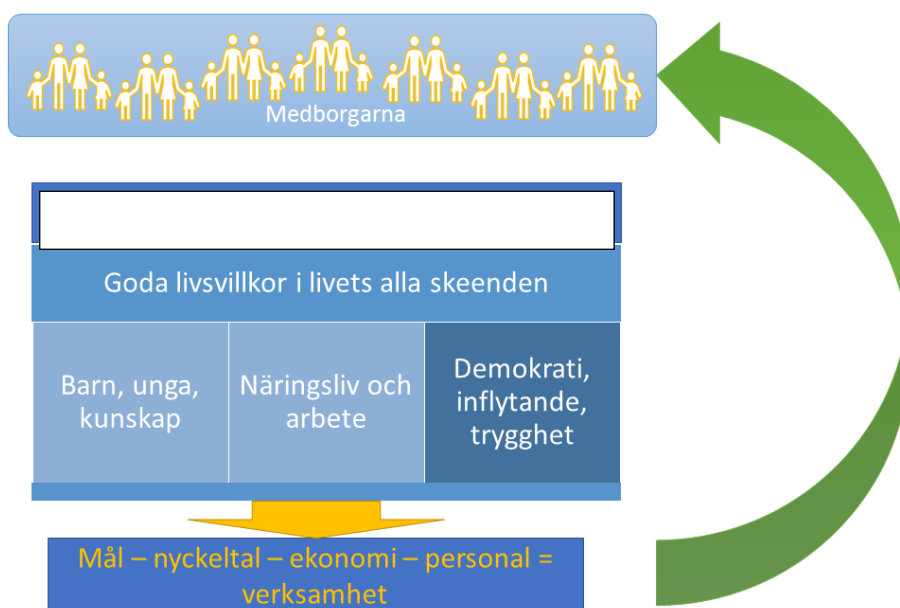 Medborgarna
Goda livsvillkor i livets alla skeenden
Barn, unga,
kunskap
Näringsliv och
arbete
Demokrati,
inflytande,
trygghet
Mål – nyckeltal – ekonomi – personal =
verksamhet